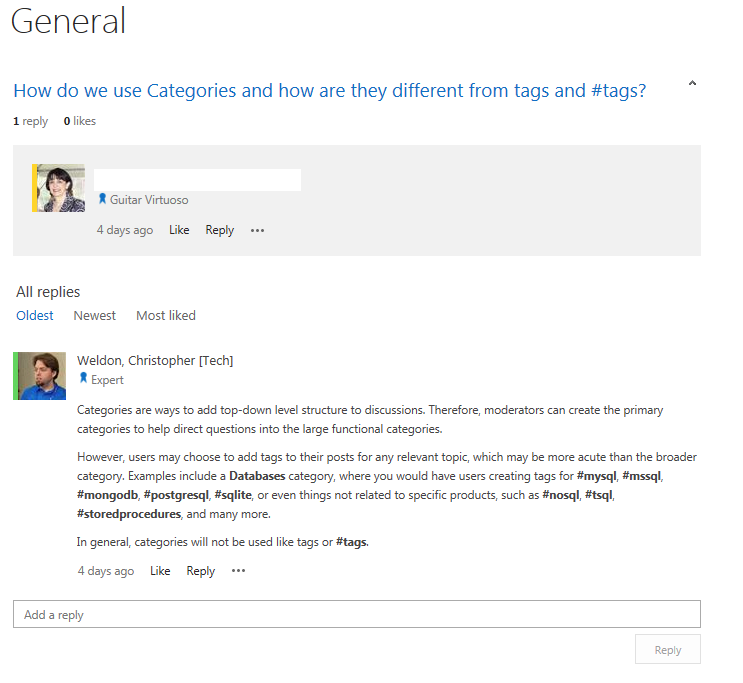 General
How do we use Categories and how are they different from tags and #tags?
1 reply 0 likes
Guitar Virtuoso
4 days ago Like Reply ···
All replies
Oldest Newest Most liked
Weldon, Christopher [Tech]
Expert
Categories are ways to add top-down level structure to discussions. Therefore, moderators can create the primary
categories to help direct questions into the large functional categories.
However, users may choose to add tags to their posts for any relevant topic, which may be more acute than the broader
category. Examples include a Databases category, where you would have users creating tags for #mysql, #mssql,
#mongodb, #postgresql, #sqlite, or even things not related to specific products, such as #nosql, #tsql,
#storedprocedures, and many more.
In general, categories will not be used like tags or #tags.
4 days ago Like Reply ···
Add a reply
Reply